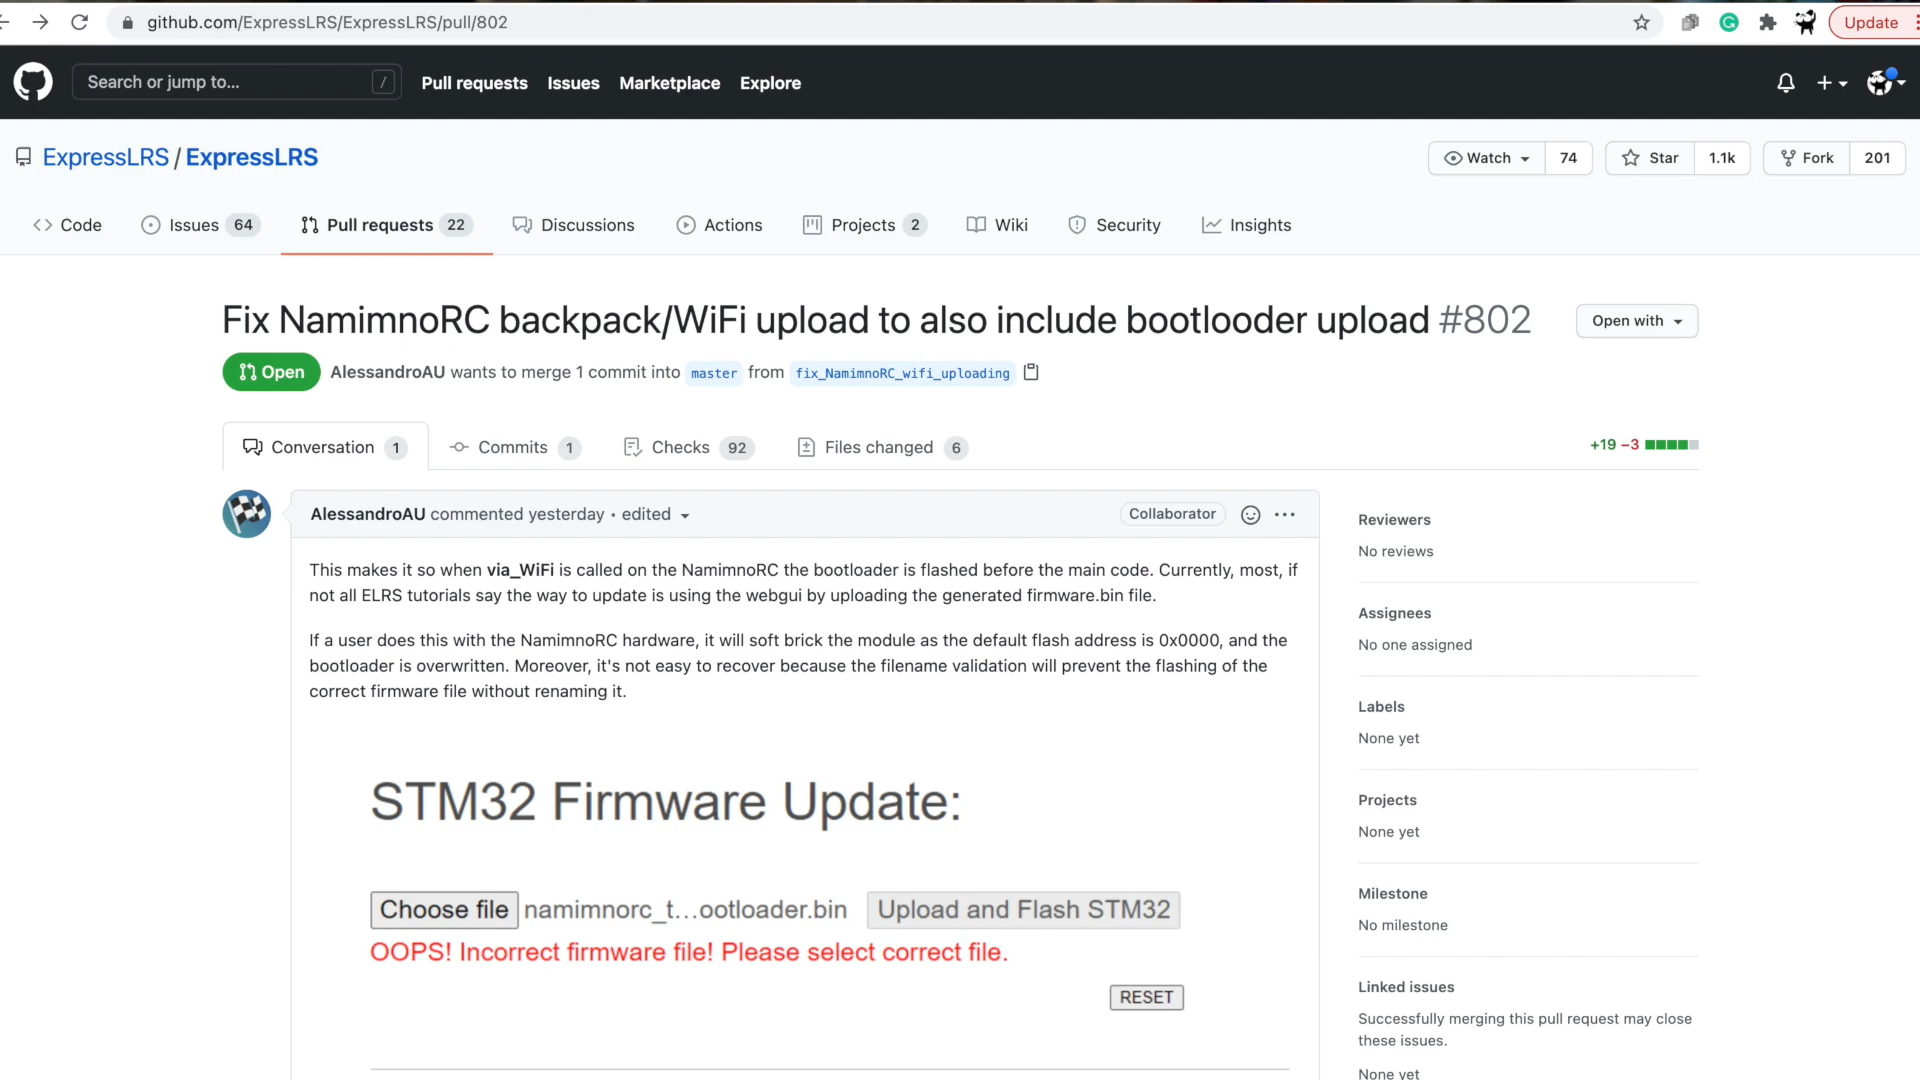 github.com/ExpressLRS/ExpressLRS/pull/802
Update
Search or jump to... /
Pull requests Issues Marketplace Explore
ExpressLRS / ExpressLRS
Watch 74 Star 1.1k Fork 201
Code Issues 64 Pull requests 22 Discussions Actions Projects 2 Wiki Security Insights
Fix NamimnoRC backpack/WiFi upload to also include bootlooder upload #802
Open with
Open AlessandroAU wants to merge 1 commit into master from fix_NamimnoRC_wifi_uploading
Conversation 1 Commits 1 Checks 92 Files changed 6
+19 −3
AlessandroAU commented yesterday • edited
Collaborator
This makes it so when via_WiFi is called on the NamimnoRC the bootloader is flashed before the main code. Currently, most, if
not all ELRS tutorials say the way to update is using the webgui by uploading the generated firmware.bin file.
If a user does this with the NamimnoRC hardware, it will soft brick the module as the default flash address is 0x0000, and the
bootloader is overwritten. Moreover, it's not easy to recover because the filename validation will prevent the flashing of the
correct firmware file without renaming it.
STM32 Firmware Update:
Choose file namimnorc_t...ootloader.bin Upload and Flash STM32
OOPS! Incorrect firmware file! Please select correct file.
RESET
Reviewers
No reviews
Assignees
No one assigned
Labels
None yet
Projects
None yet
Milestone
No milestone
Linked issues
Successfully merging this pull request may close
these issues.
None yet